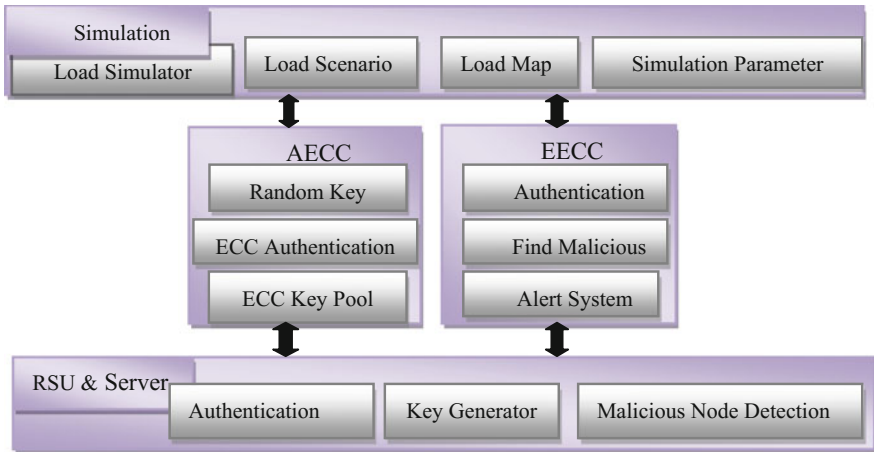 Simulation
Load Simulator
Load Scenario
Load Map
Simulation Parameter
AECC
Random Key
ECC Authentication
ECC Key Pool
EECC
Authentication
Find Malicious
Alert System
RSU & Server
Authentication
Key Generator
Malicious Node Detection